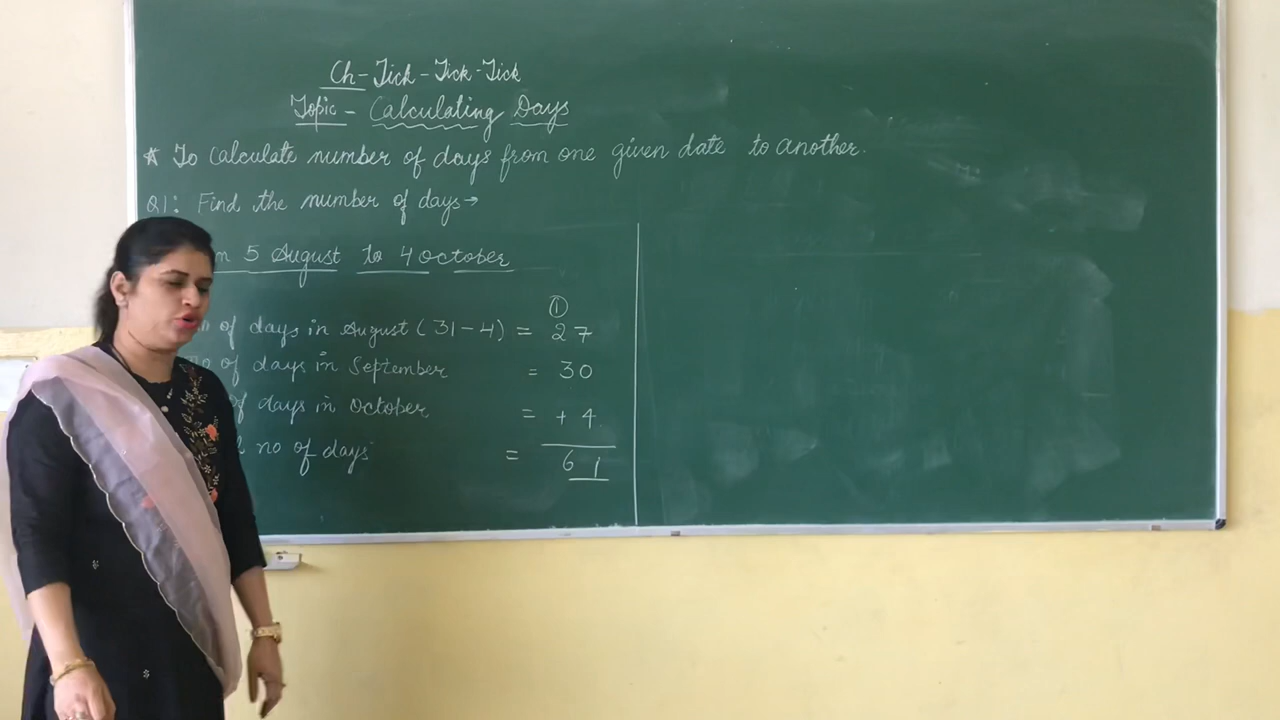 Ch-Tick-Tick-Tick
Topic - Calculating Days
* To Calculate number of days from one given date to another.
Q1: Find the number of days→
5 August to 4 October
①
of days in August (31-4) = 27
no of days in September = 30
of days in October = + 4
no of days = 61